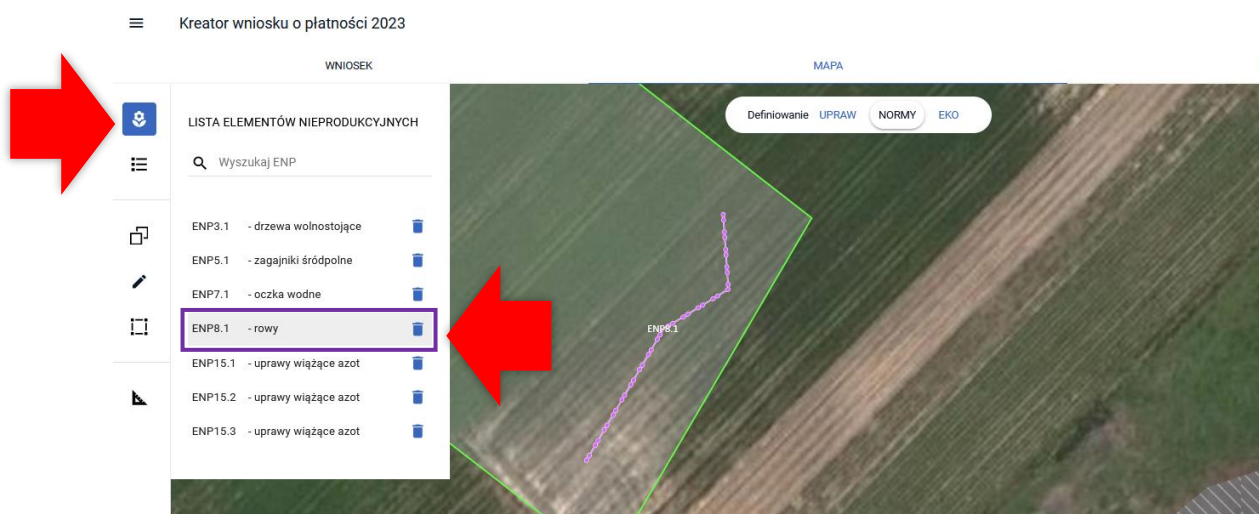 Kreator wniosku o płatności 2023
WNIOSEK
MAPA
LISTA ELEMENTÓW NIEPRODUKCYJNYCH
Wyszukaj ENP
ENP3.1 - drzewa wolnostojące
ENP5.1 - zagajniki śródpolne
ENP7.1 - oczka wodne
ENP8.1 - rowy
ENP15.1 - uprawy wiążące azot
ENP15.2 - uprawy wiążące azot
ENP15.3 - uprawy wiążące azot
Definiowanie UPRAW NORMY EKO
ENP8.1